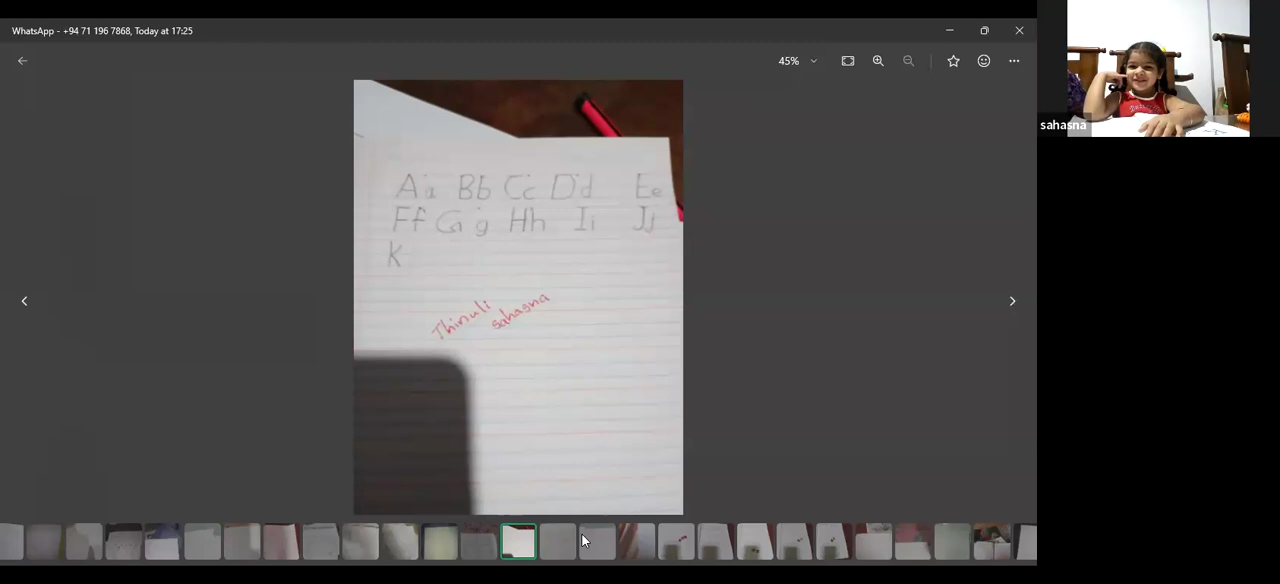 WhatsApp - +94 71 196 7868, Today at 17:25
45%
sahasna
Aa Bb Cc Dd Ee
Ff Gg Hh Ii Jj
K
Thinuli
sahasna